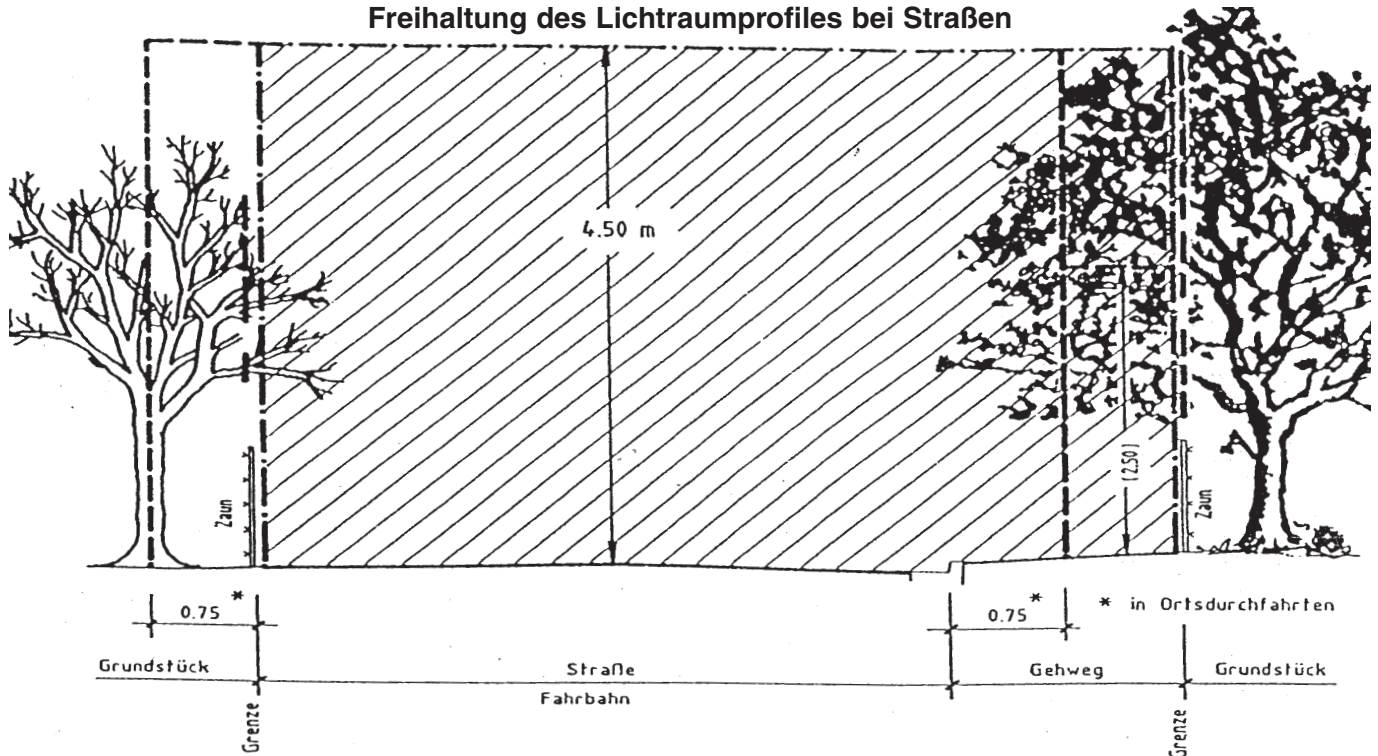 Freihaltung des Lichtraumprofiles bei Straßen
4.50 m
(2.50)
Zaun
Zaun
0.75 *
0.75 *
* in Ortsdurchfahrten
Grundstück
Straße
Gehweg
Grundstück
Fahrbahn
Grenze
Grenze